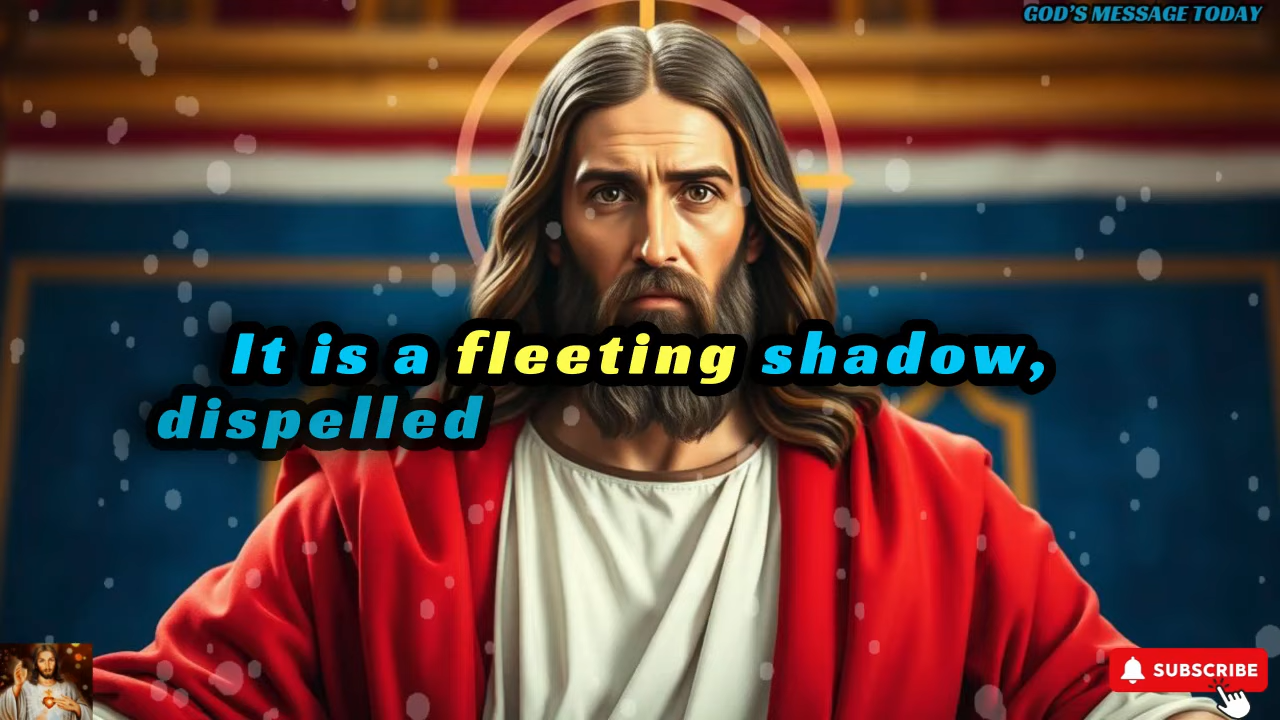 GOD'S MESSAGE TODAY
It is a fleeting shadow,
dispelled
SUBSCRIBE